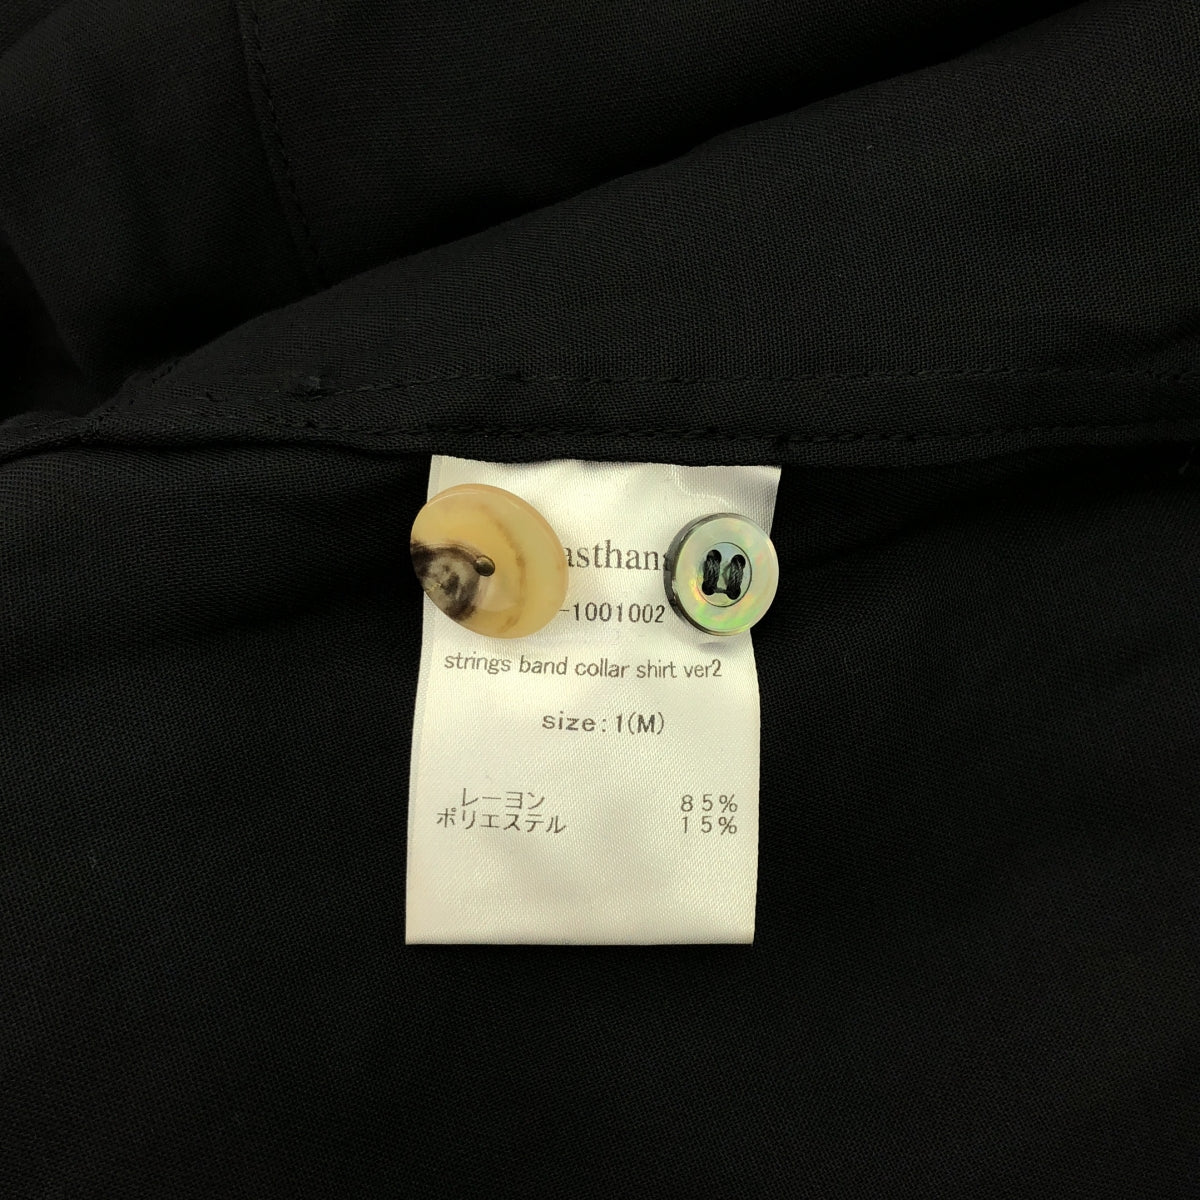 -1001002
strings band collar shirt ver2
size:1(M)
レーヨン 85%
ポリエステル 15%